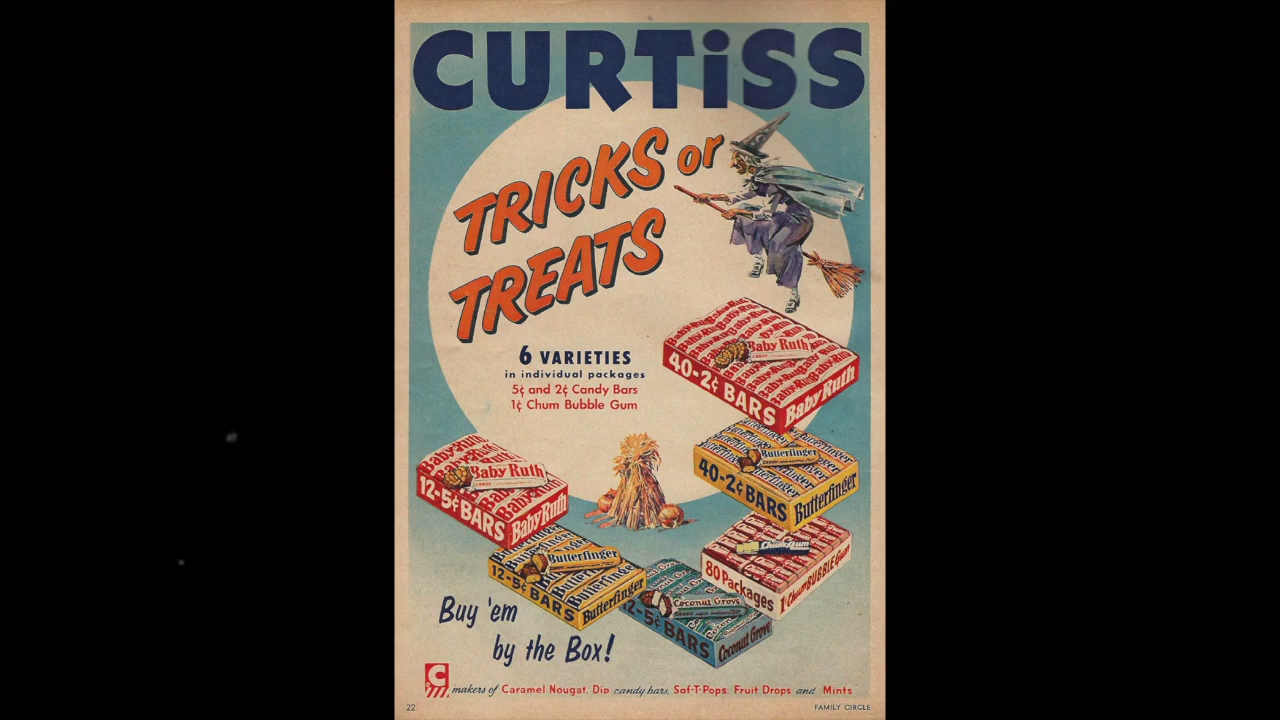 CURTiSS
TRICKS or
TREATS
6 VARIETIES
in individual packages
5¢ and 2¢ Candy Bars
1¢ Chum Bubble Gum
Baby Ruth
40-2¢ BARS
Baby Ruth
Butterfinger
40-2¢ BARS
Butterfinger
Baby Ruth
12-5¢ BARS
Baby Ruth
Chum Gum
80 Packages
1¢ Chum BUBBLE Gum
Butterfinger
12-5¢ BARS
Butterfinger
Coconut Grove
12-5¢ BARS
Coconut Grove
Buy 'em
by the Box!
C
makers of Caramel Nougat, Dip candy bars, Saf-T-Pops, Fruit Drops and Mints
22
FAMILY CIRCLE